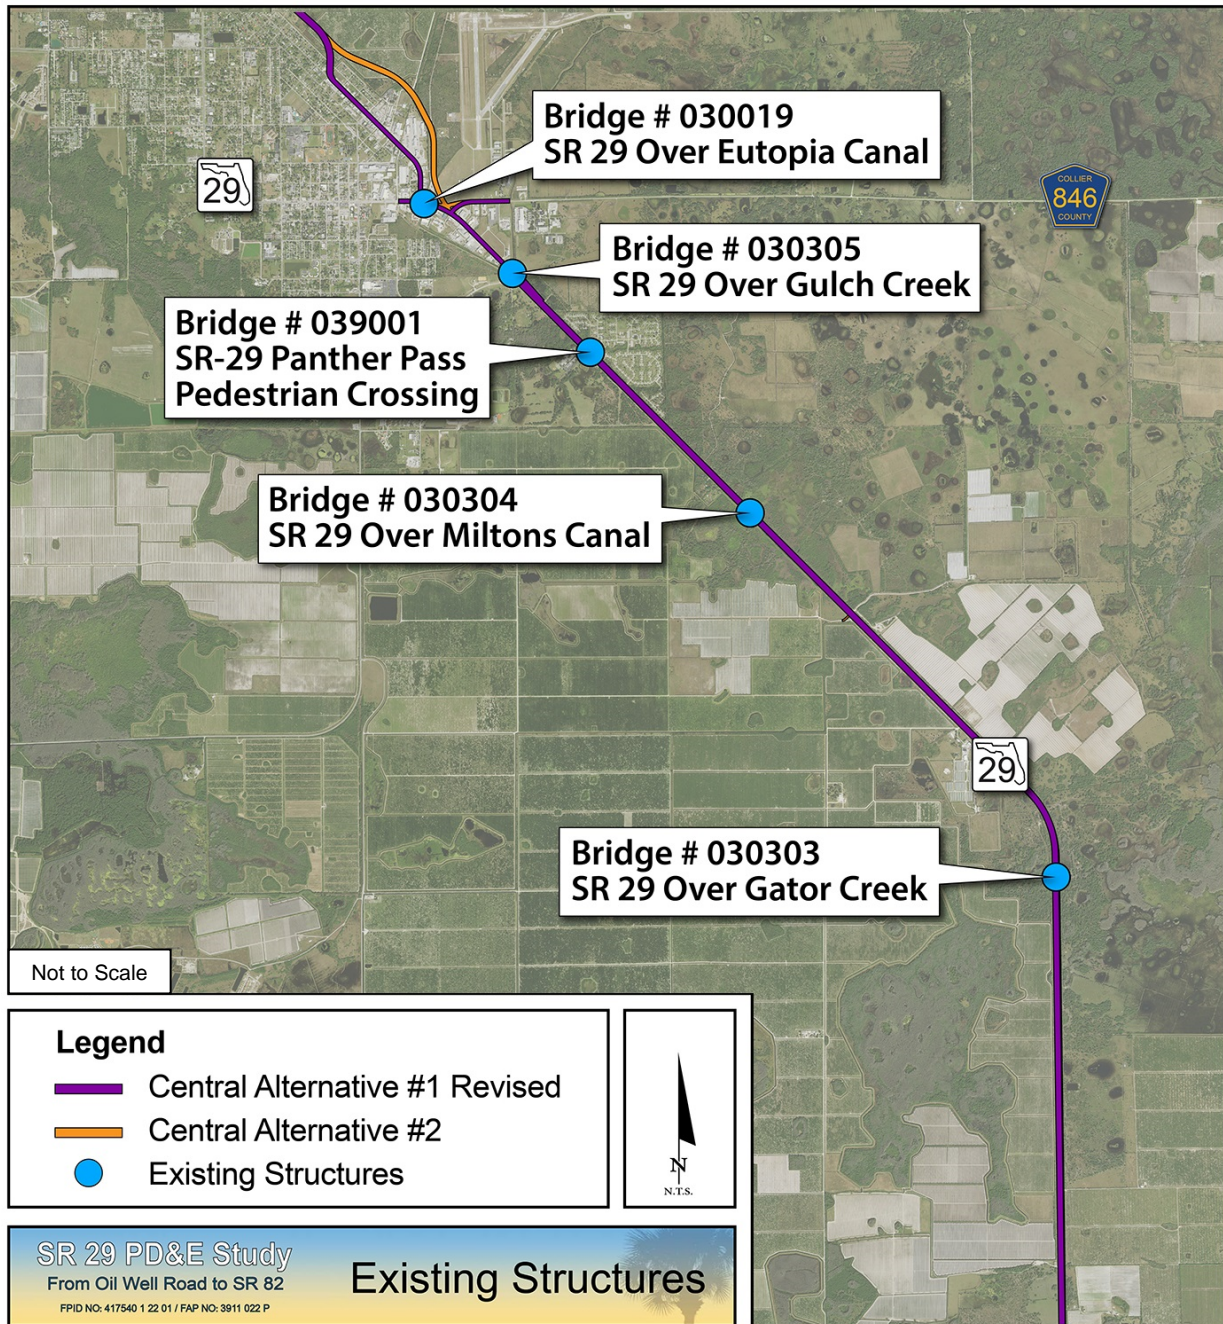 Bridge # 030019
SR 29 Over Eutopia Canal
29
COLLIER
846
COUNTY
Bridge # 030305
SR 29 Over Gulch Creek
Bridge # 039001
SR-29 Panther Pass
Pedestrian Crossing
Bridge # 030304
SR 29 Over Miltons Canal
29
Bridge # 030303
SR 29 Over Gator Creek
Not to Scale
Legend
Central Alternative #1 Revised
Central Alternative #2
Existing Structures
N
N.T.S.
SR 29 PD&E Study
From Oil Well Road to SR 82
FPID NO: 417540 1 22 01 / FAP NO: 3911 022 P
Existing Structures